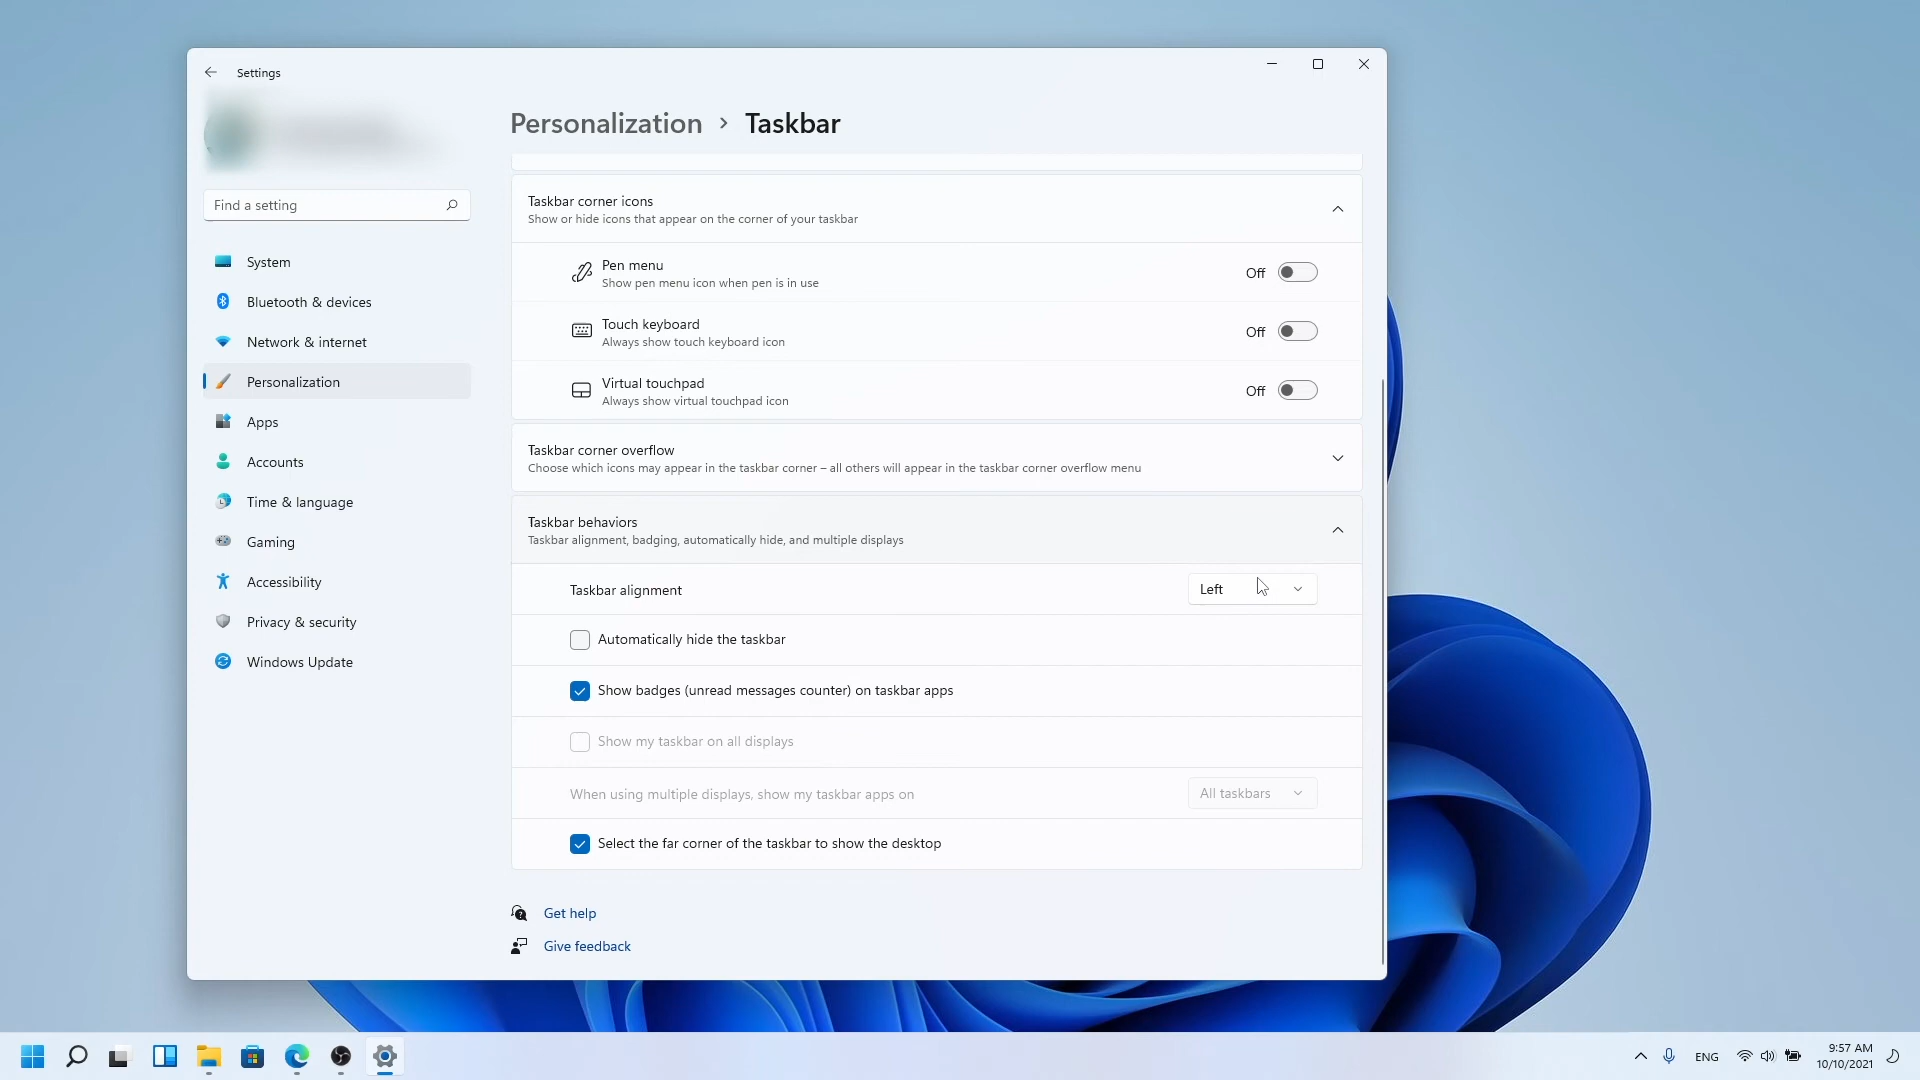 Settings
Personalization > Taskbar
Find a setting
System
Bluetooth & devices
Network & internet
Personalization
Apps
Accounts
Time & language
Gaming
Accessibility
Privacy & security
Windows Update
Taskbar corner icons
Show or hide icons that appear on the corner of your taskbar
Pen menu
Show pen menu icon when pen is in use
Off
Touch keyboard
Always show touch keyboard icon
Off
Virtual touchpad
Always show virtual touchpad icon
Off
Taskbar corner overflow
Choose which icons may appear in the taskbar corner – all others will appear in the taskbar corner overflow menu
Taskbar behaviors
Taskbar alignment, badging, automatically hide, and multiple displays
Taskbar alignment
Left
Automatically hide the taskbar
Show badges (unread messages counter) on taskbar apps
Show my taskbar on all displays
When using multiple displays, show my taskbar apps on
All taskbars
Select the far corner of the taskbar to show the desktop
Get help
Give feedback
ENG
9:57 AM
10/10/2021